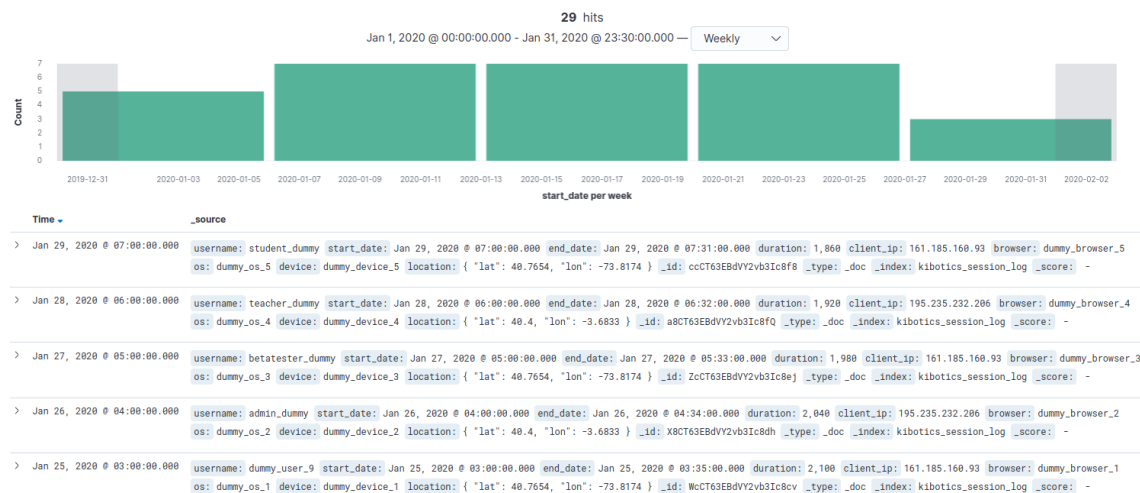 29 hits
Jan 1, 2020 @ 00:00:00.000 - Jan 31, 2020 @ 23:30:00.000 — Weekly
7
6
5
4
3
2
1
0
Count
2019-12-31 2020-01-03 2020-01-05 2020-01-07 2020-01-09 2020-01-11 2020-01-13 2020-01-15 2020-01-17 2020-01-19 2020-01-21 2020-01-23 2020-01-25 2020-01-27 2020-01-29 2020-01-31 2020-02-02
start_date per week
Time _source
Jan 29, 2020 @ 07:00:00.000 username: student_dummy start_date: Jan 29, 2020 @ 07:00:00.000 end_date: Jan 29, 2020 @ 07:31:00.000 duration: 1,860 client_ip: 161.185.160.93 browser: dummy_browser_5
os: dummy_os_5 device: dummy_device_5 location: { "lat": 40.7654, "lon": -73.8174 } _id: ccCT63EBdVY2vb3Ic8f8 _type: _doc _index: kibotics_session_log _score: -
Jan 28, 2020 @ 06:00:00.000 username: teacher_dummy start_date: Jan 28, 2020 @ 06:00:00.000 end_date: Jan 28, 2020 @ 06:32:00.000 duration: 1,920 client_ip: 195.235.232.206 browser: dummy_browser_4
os: dummy_os_4 device: dummy_device_4 location: { "lat": 40.4, "lon": -3.6833 } _id: a8CT63EBdVY2vb3Ic8fQ _type: _doc _index: kibotics_session_log _score: -
Jan 27, 2020 @ 05:00:00.000 username: betatester_dummy start_date: Jan 27, 2020 @ 05:00:00.000 end_date: Jan 27, 2020 @ 05:33:00.000 duration: 1,980 client_ip: 161.185.160.93 browser: dummy_browser_3
os: dummy_os_3 device: dummy_device_3 location: { "lat": 40.7654, "lon": -73.8174 } _id: ZcCT63EBdVY2vb3Ic8ej _type: _doc _index: kibotics_session_log _score: -
Jan 26, 2020 @ 04:00:00.000 username: admin_dummy start_date: Jan 26, 2020 @ 04:00:00.000 end_date: Jan 26, 2020 @ 04:34:00.000 duration: 2,040 client_ip: 195.235.232.206 browser: dummy_browser_2
os: dummy_os_2 device: dummy_device_2 location: { "lat": 40.4, "lon": -3.6833 } _id: X8CT63EBdVY2vb3Ic8dh _type: _doc _index: kibotics_session_log _score: -
Jan 25, 2020 @ 03:00:00.000 username: dummy_user_9 start_date: Jan 25, 2020 @ 03:00:00.000 end_date: Jan 25, 2020 @ 03:35:00.000 duration: 2,100 client_ip: 161.185.160.93 browser: dummy_browser_1
os: dummy_os_1 device: dummy_device_1 location: { "lat": 40.7654, "lon": -73.8174 } _id: WcCT63EBdVY2vb3Ic8cv _type: _doc _index: kibotics_session_log _score: -